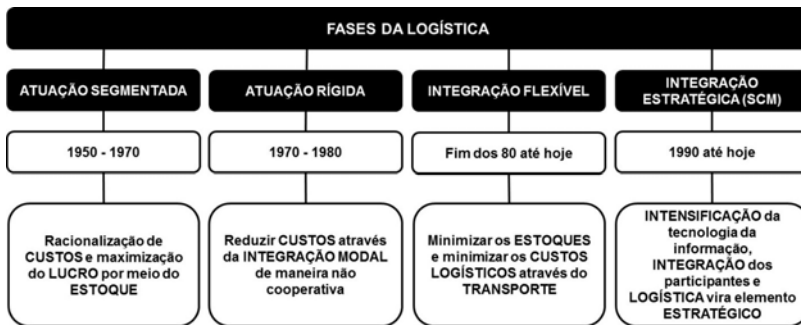 FASES DA LOGÍSTICA
ATUAÇÃO SEGMENTADA
1950 - 1970
Racionalização de
CUSTOS e maximização
do LUCRO por meio do
ESTOQUE
ATUAÇÃO RÍGIDA
1970 - 1980
Reduzir CUSTOS através
da INTEGRAÇÃO MODAL
de maneira não
cooperativa
INTEGRAÇÃO FLEXÍVEL
Fim dos 80 até hoje
Minimizar os ESTOQUES
e minimizar os CUSTOS
LOGÍSTICOS através do
TRANSPORTE
INTEGRAÇÃO
ESTRATÉGICA (SCM)
1990 até hoje
INTENSIFICAÇÃO da
tecnologia da
informação,
INTEGRAÇÃO dos
participantes e
LOGÍSTICA vira elemento
ESTRATÉGICO